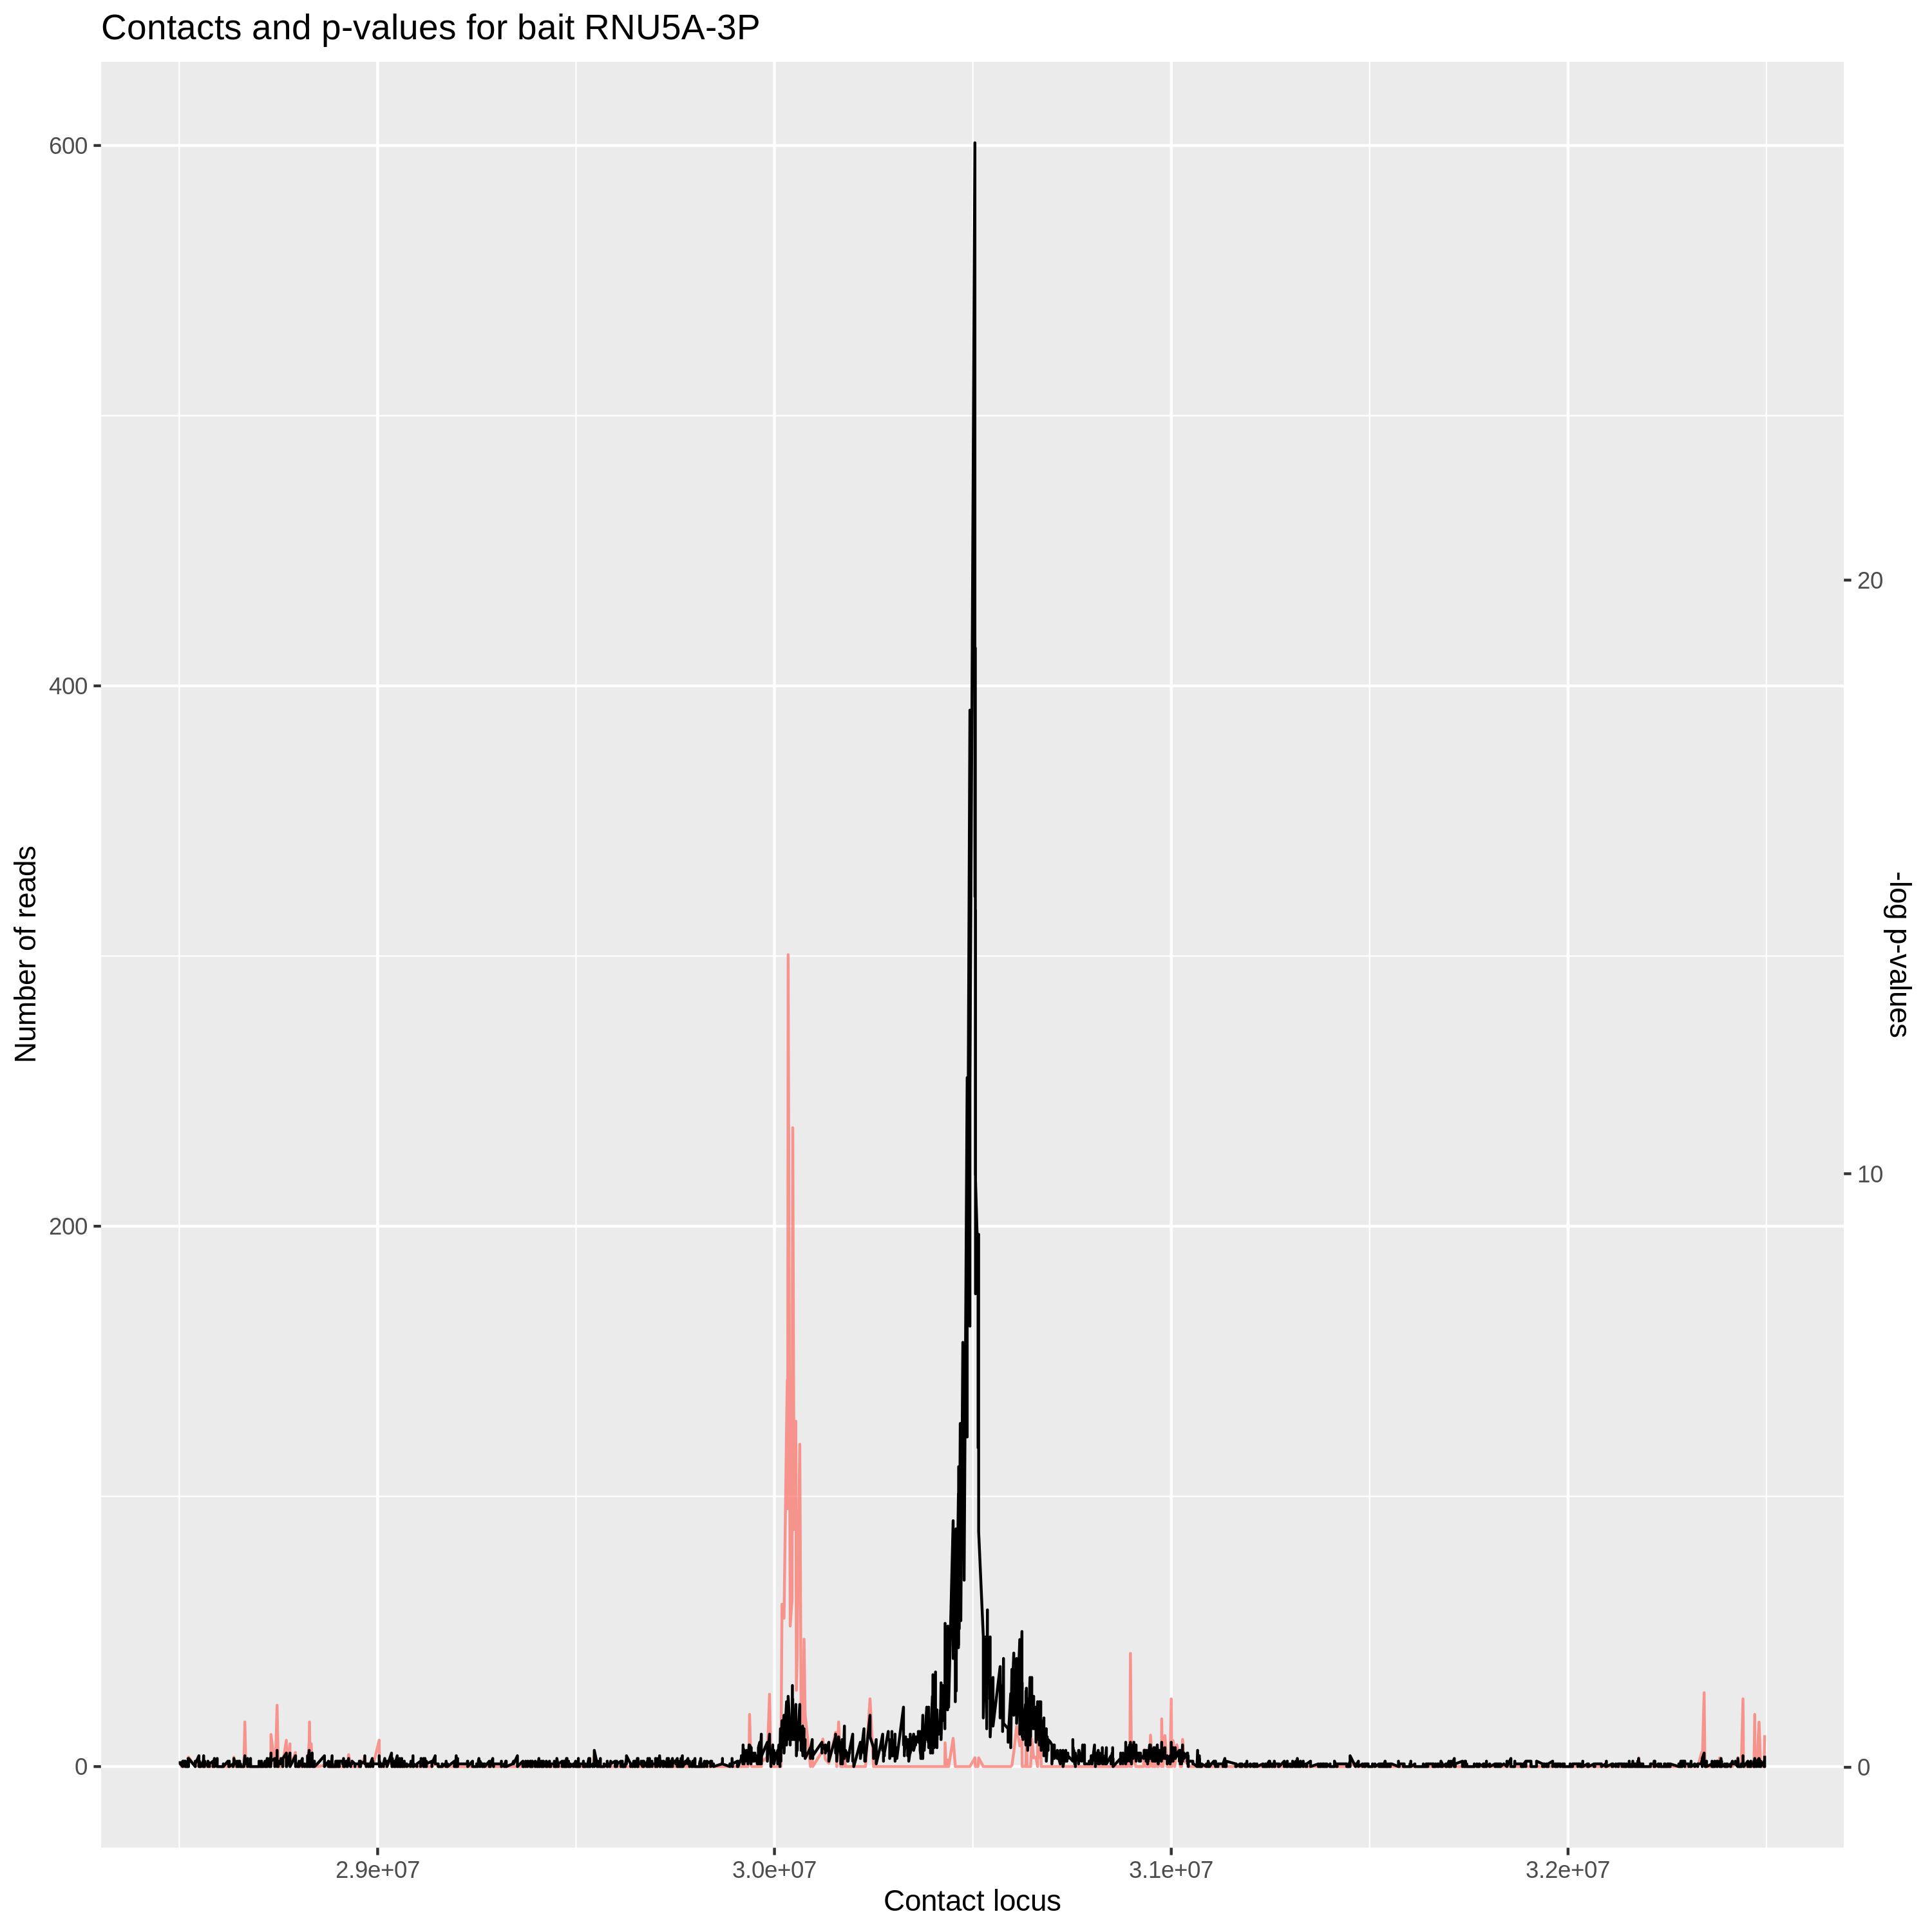 Contacts and p-values for bait RNU5A-3P
600
400
200
0
Number of reads
20
10
0
-log p-values
2.9e+07
3.0e+07
3.1e+07
3.2e+07
Contact locus